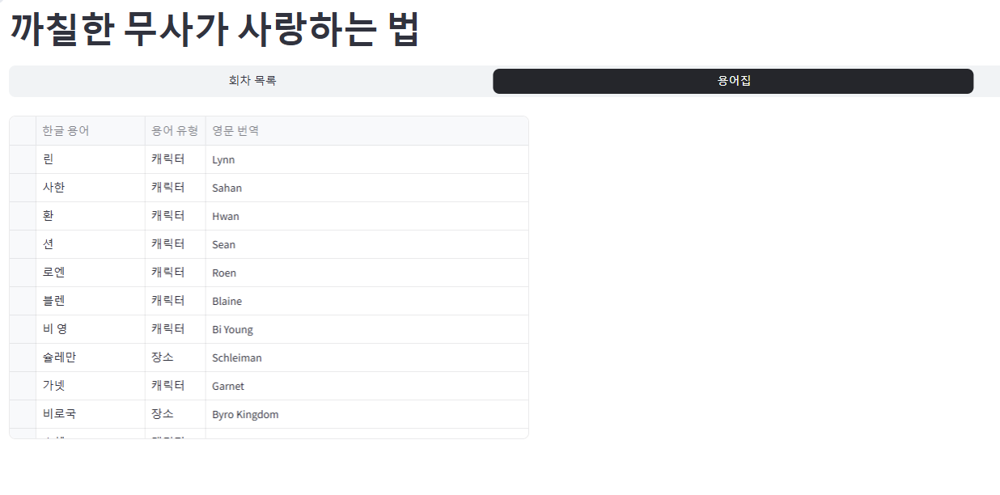 까칠한 무사가 사랑하는 법
회차 목록 용어집
한글 용어 용어 유형 영문 번역
린 캐릭터 Lynn
사한 캐릭터 Sahan
환 캐릭터 Hwan
션 캐릭터 Sean
로엔 캐릭터 Roen
블렌 캐릭터 Blaine
비 영 캐릭터 Bi Young
슐레만 장소 Schleiman
가넷 캐릭터 Garnet
비로국 장소 Byro Kingdom